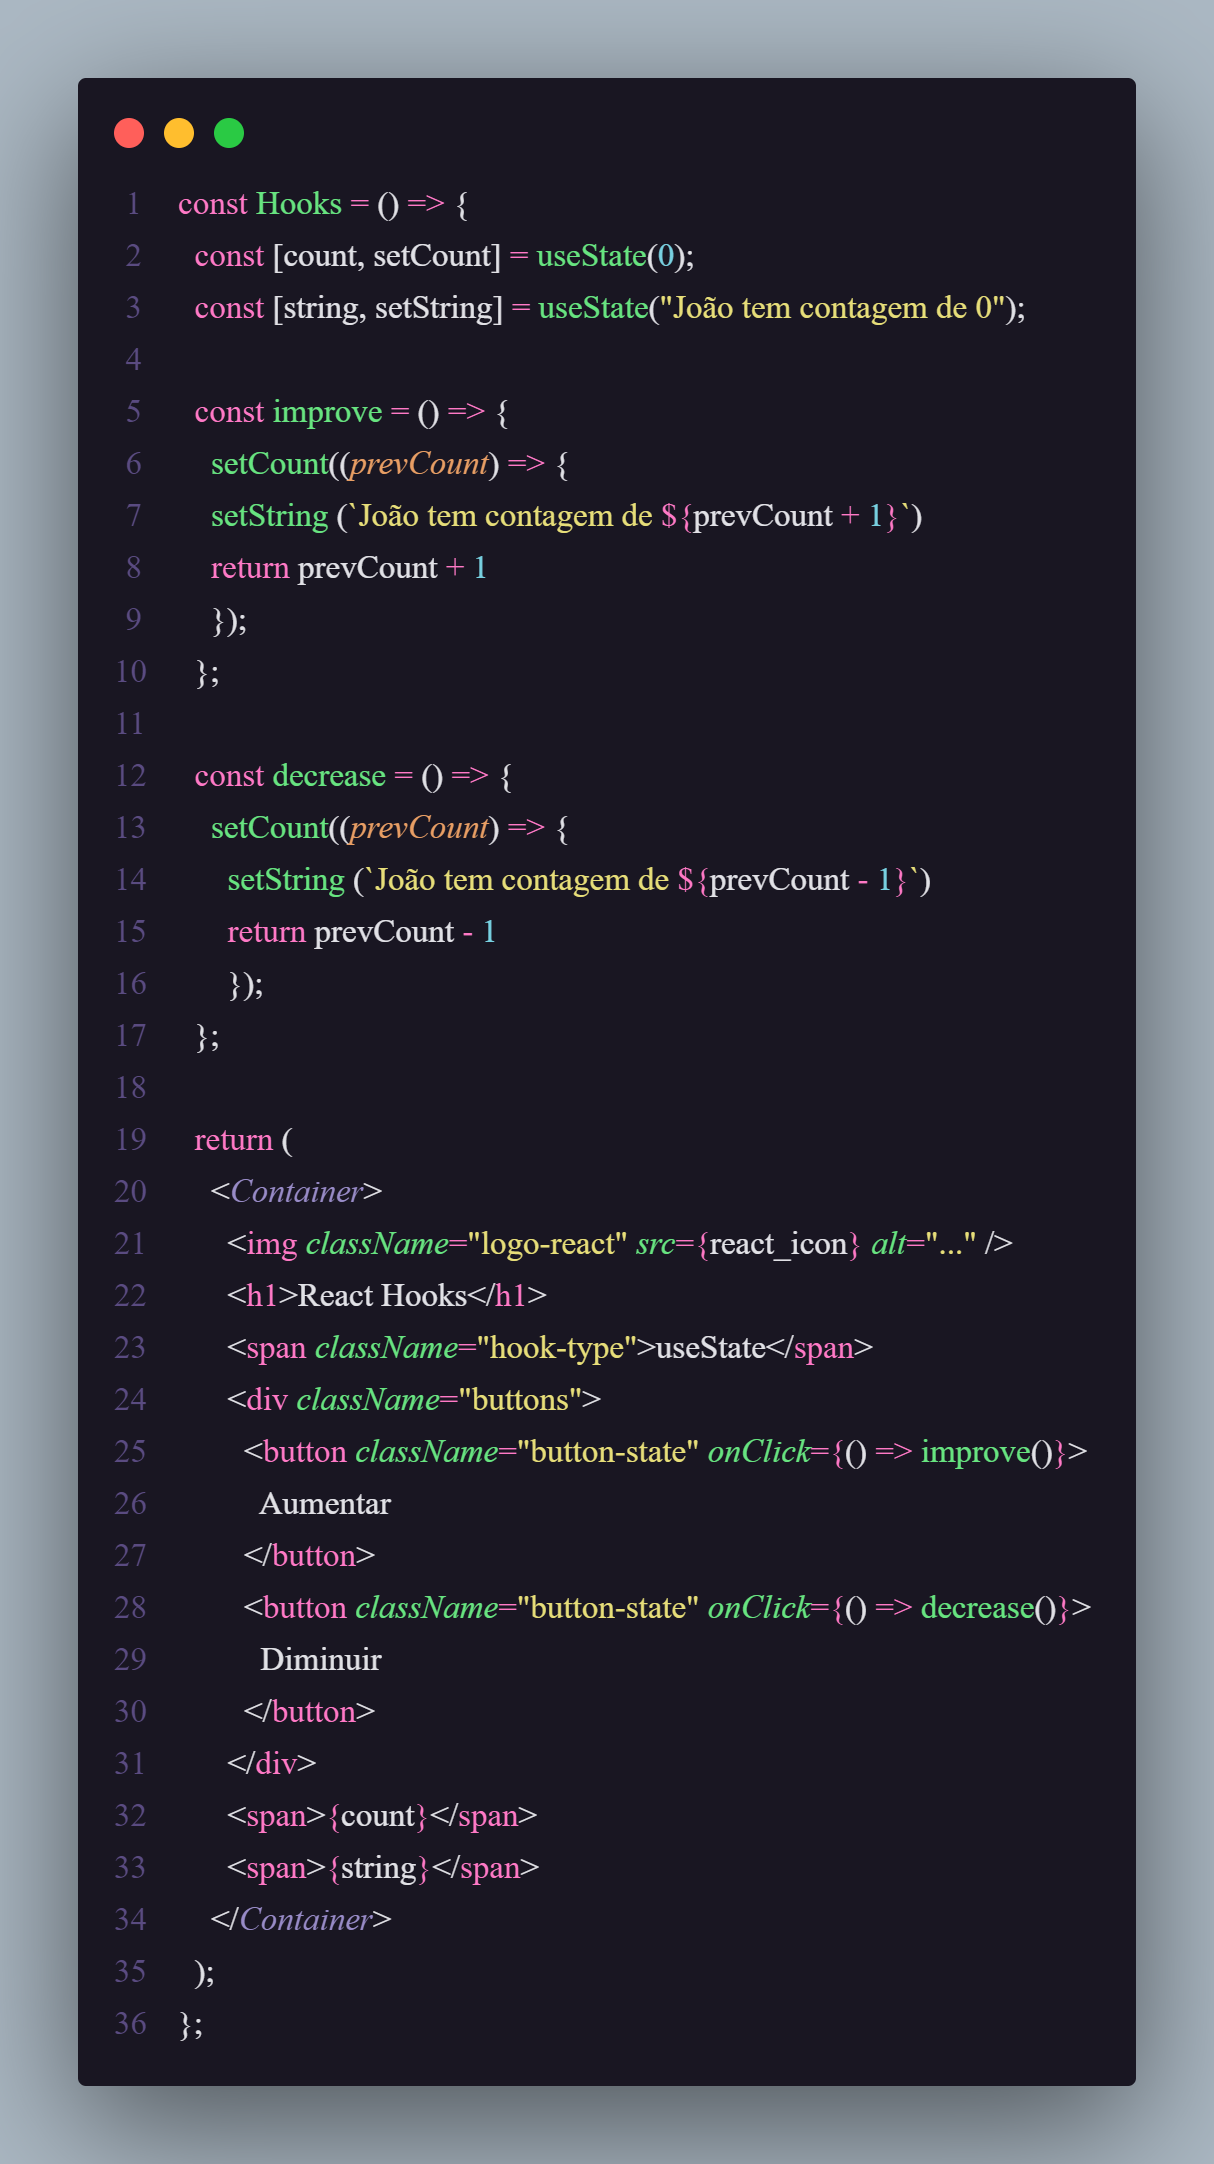 1 const Hooks = () => {
2 const [count, setCount] = useState(0);
3 const [string, setString] = useState("João tem contagem de 0");
4
5 const improve = () => {
6 setCount((prevCount) => {
7 setString (`João tem contagem de ${prevCount + 1}`)
8 return prevCount + 1
9 });
10 };
11
12 const decrease = () => {
13 setCount((prevCount) => {
14 setString (`João tem contagem de ${prevCount - 1}`)
15 return prevCount - 1
16 });
17 };
18
19 return (
20 <Container>
21 <img className="logo-react" src={react_icon} alt="..." />
22 <h1>React Hooks</h1>
23 <span className="hook-type">useState</span>
24 <div className="buttons">
25 <button className="button-state" onClick={() => improve()}>
26 Aumentar
27 </button>
28 <button className="button-state" onClick={() => decrease()}>
29 Diminuir
30 </button>
31 </div>
32 <span>{count}</span>
33 <span>{string}</span>
34 </Container>
35 );
36 };